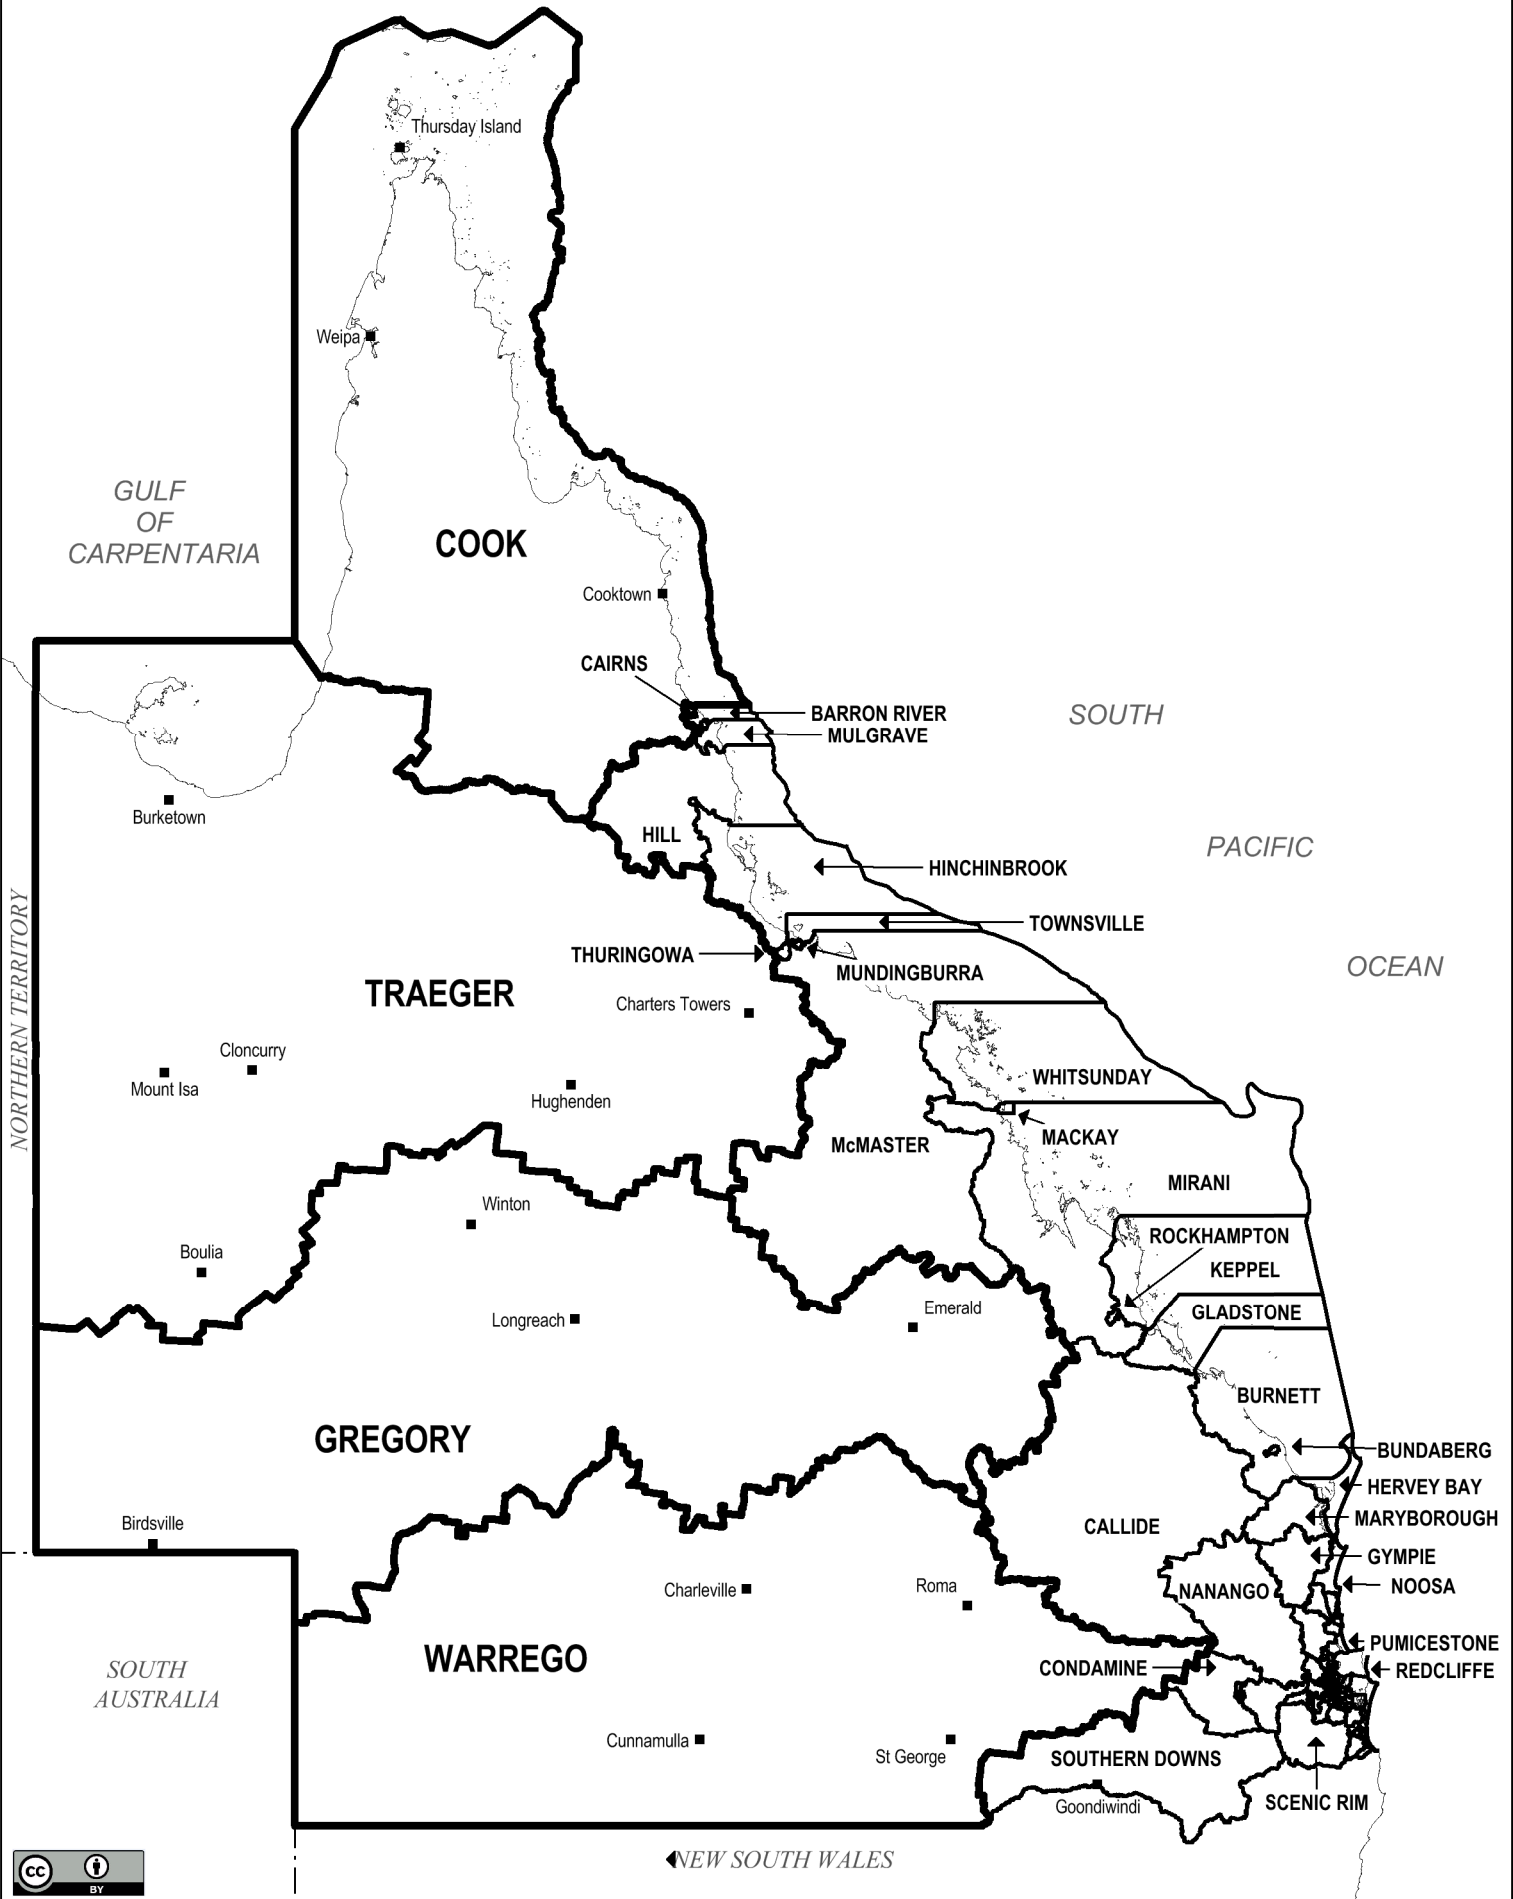 Thursday Island
Weipa
GULF
OF
CARPENTARIA
COOK
Cooktown
CAIRNS
BARRON RIVER
MULGRAVE
SOUTH
PACIFIC
OCEAN
Burketown
HILL
HINCHINBROOK
TOWNSVILLE
THURINGOWA
MUNDINGBURRA
NORTHERN TERRITORY
TRAEGER
Charters Towers
Cloncurry
Mount Isa
Hughenden
WHITSUNDAY
MACKAY
McMASTER
MIRANI
Winton
ROCKHAMPTON
Boulia
KEPPEL
Emerald
GLADSTONE
Longreach
BURNETT
GREGORY
BUNDABERG
HERVEY BAY
MARYBOROUGH
Birdsville
CALLIDE
GYMPIE
NOOSA
Charleville
Roma
NANANGO
PUMICESTONE
WARREGO
CONDAMINE
REDCLIFFE
SOUTH
AUSTRALIA
Cunnamulla
St George
SOUTHERN DOWNS
Goondiwindi
SCENIC RIM
NEW SOUTH WALES
cc
BY